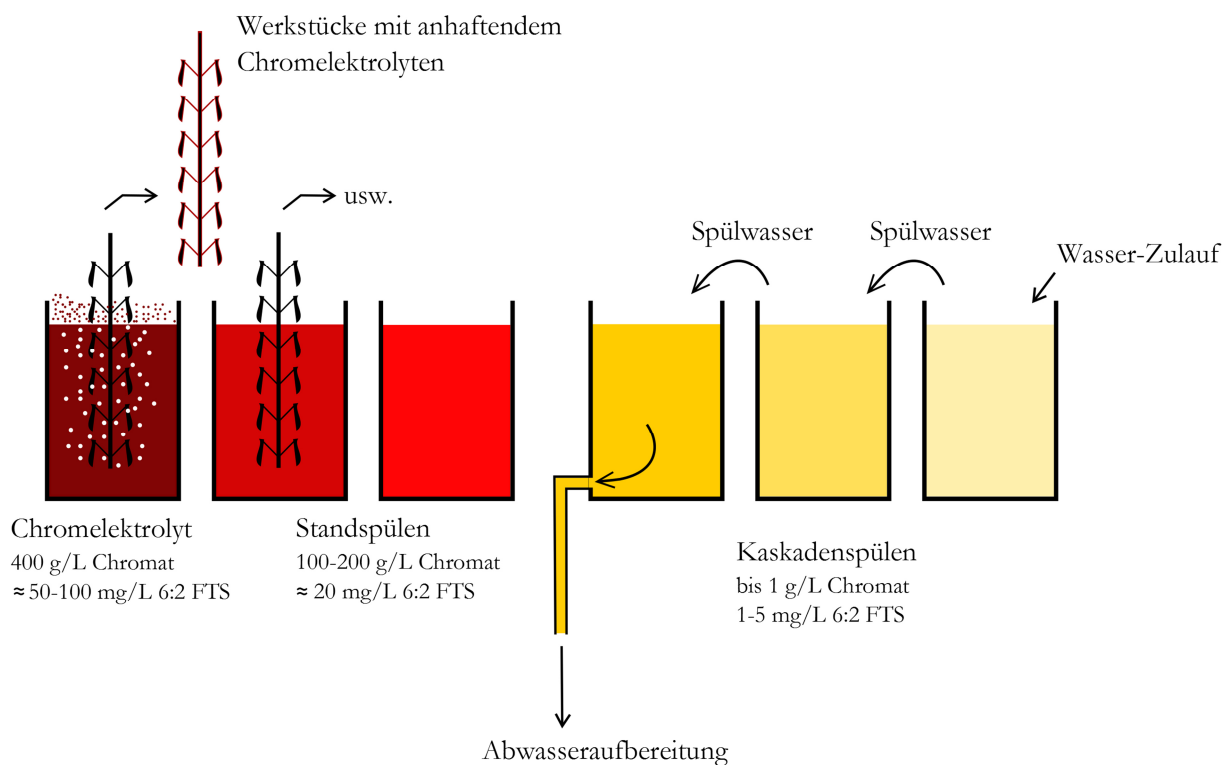 Werkstücke mit anhaftendem
Chromelektrolyten
usw.
Spülwasser
Spülwasser
Wasser-Zulauf
Chromelektrolyt
400 g/L Chromat
≈ 50-100 mg/L 6:2 FTS
Standspülen
100-200 g/L Chromat
≈ 20 mg/L 6:2 FTS
Kaskadenspülen
bis 1 g/L Chromat
1-5 mg/L 6:2 FTS
Abwasseraufbereitung